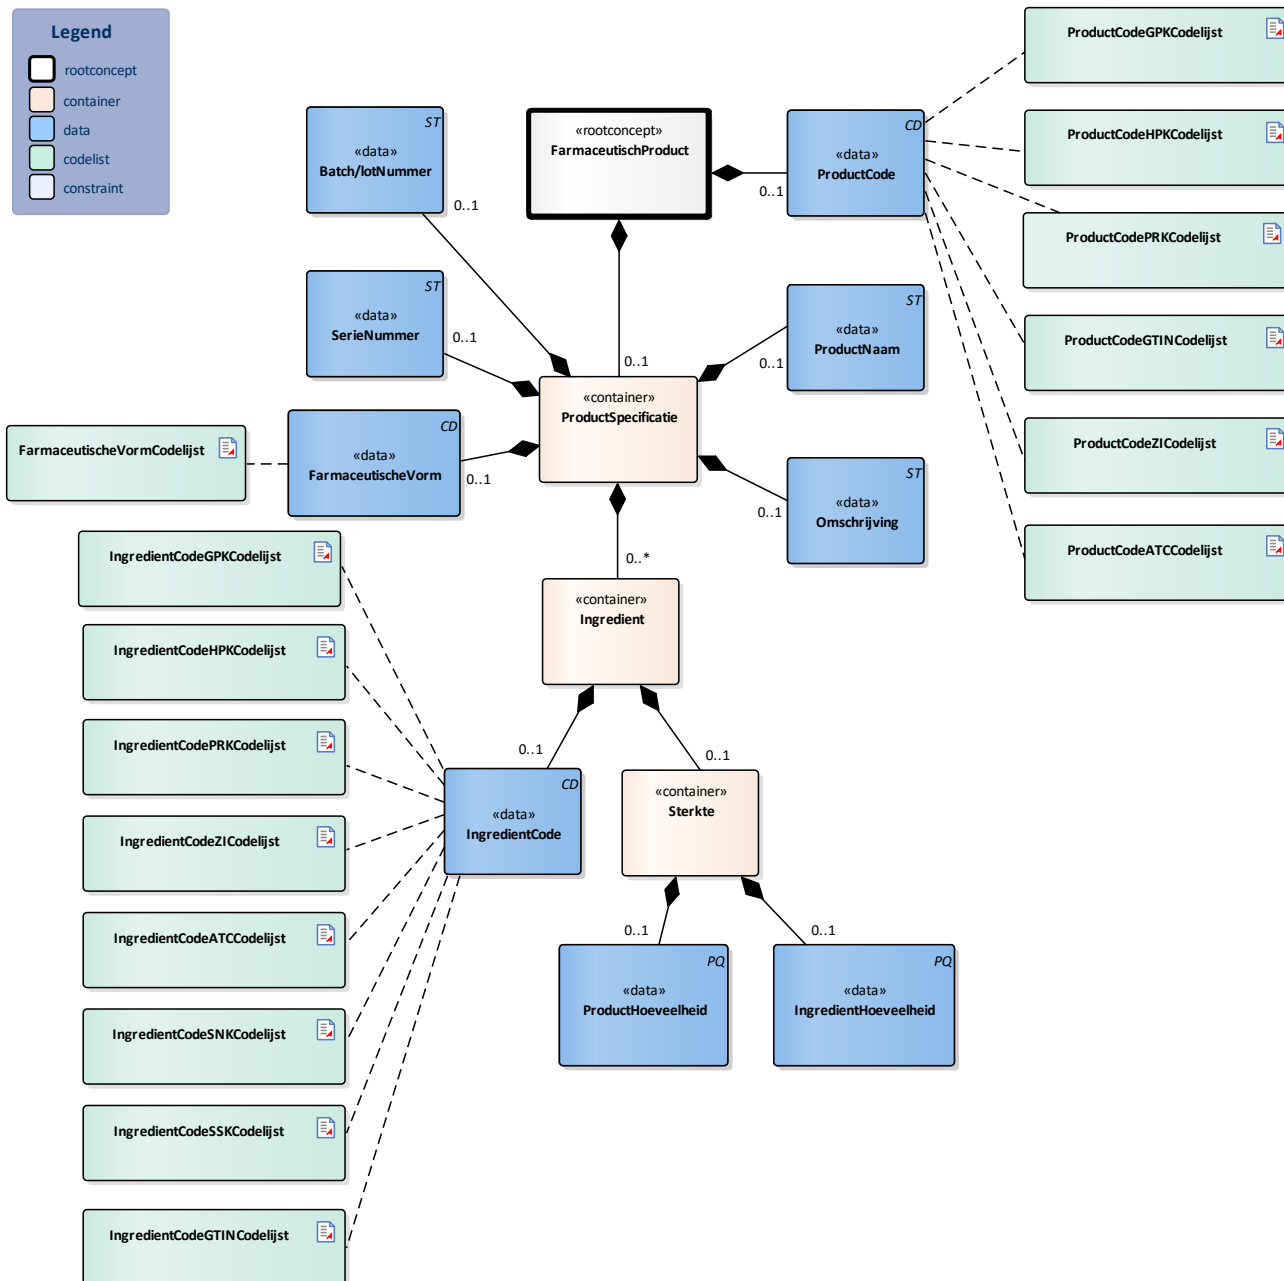 Legend
rootconcept
container
data
codelist
constraint
ST
«data»
Batch/lotNummer
0..1
«rootconcept»
FarmaceutischProduct
CD
«data»
ProductCode
0..1
ProductCodeGPKCodelijst
ProductCodeHPKCodelijst
ProductCodePRKCodelijst
ProductCodeGTINCodelijst
ProductCodeZICodelijst
ProductCodeATCCodelijst
ST
«data»
SerieNummer
0..1
0..1
ST
«data»
ProductNaam
0..1
«container»
ProductSpecificatie
FarmaceutischeVormCodelijst
CD
«data»
FarmaceutischeVorm
0..1
ST
«data»
Omschrijving
0..1
0..*
«container»
Ingredient
IngredientCodeGPKCodelijst
IngredientCodeHPKCodelijst
IngredientCodePRKCodelijst
IngredientCodeZICodelijst
IngredientCodeATCCodelijst
IngredientCodeSNKCodelijst
IngredientCodeSSKCodelijst
IngredientCodeGTINCodelijst
0..1
CD
«data»
IngredientCode
0..1
«container»
Sterkte
0..1
PQ
«data»
ProductHoeveelheid
0..1
PQ
«data»
IngredientHoeveelheid